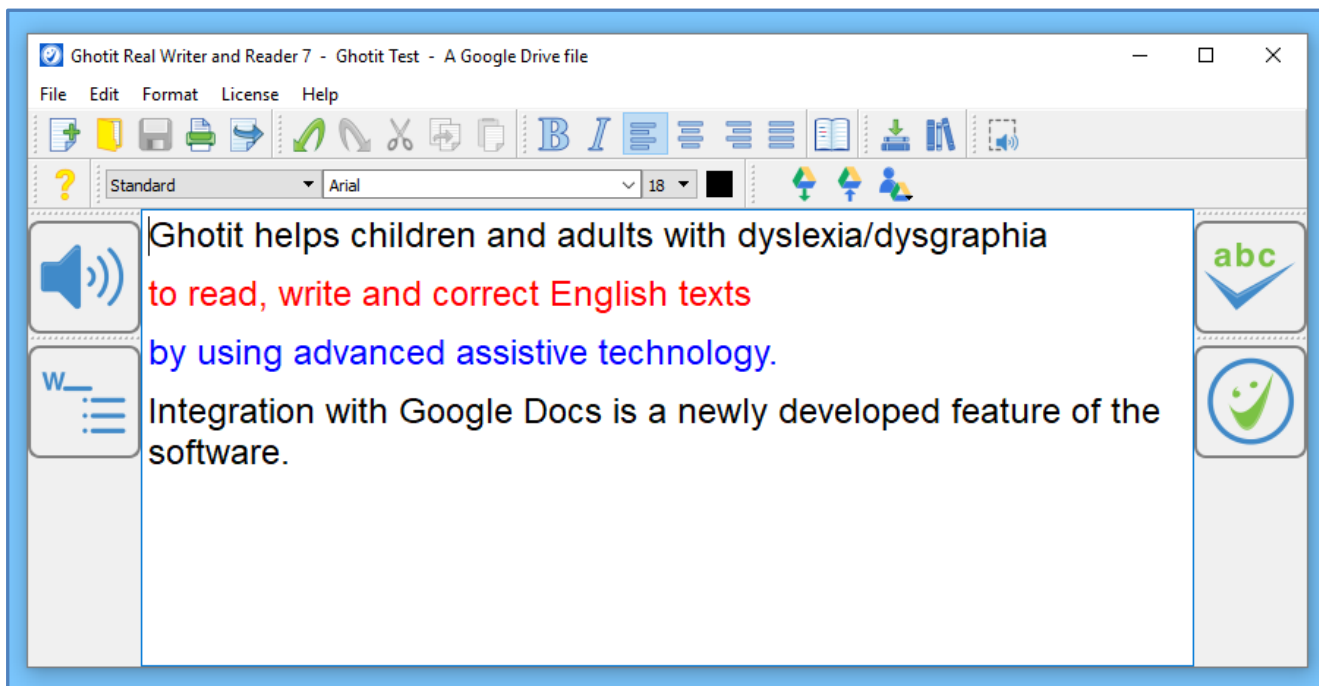 Ghotit Real Writer and Reader 7 - Ghotit Test - A Google Drive file
File Edit Format License Help
B I
? Standard Arial 18
Ghotit helps children and adults with dyslexia/dysgraphia
abc
to read, write and correct English texts
by using advanced assistive technology.
W
Integration with Google Docs is a newly developed feature of the
software.